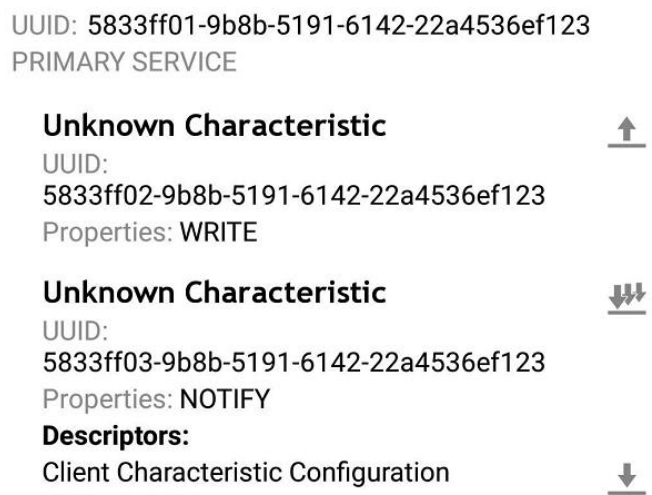 UUID: 5833ff01-9b8b-5191-6142-22a4536ef123
PRIMARY SERVICE
Unknown Characteristic
UUID:
5833ff02-9b8b-5191-6142-22a4536ef123
Properties: WRITE
Unknown Characteristic
UUID:
5833ff03-9b8b-5191-6142-22a4536ef123
Properties: NOTIFY
Descriptors:
Client Characteristic Configuration